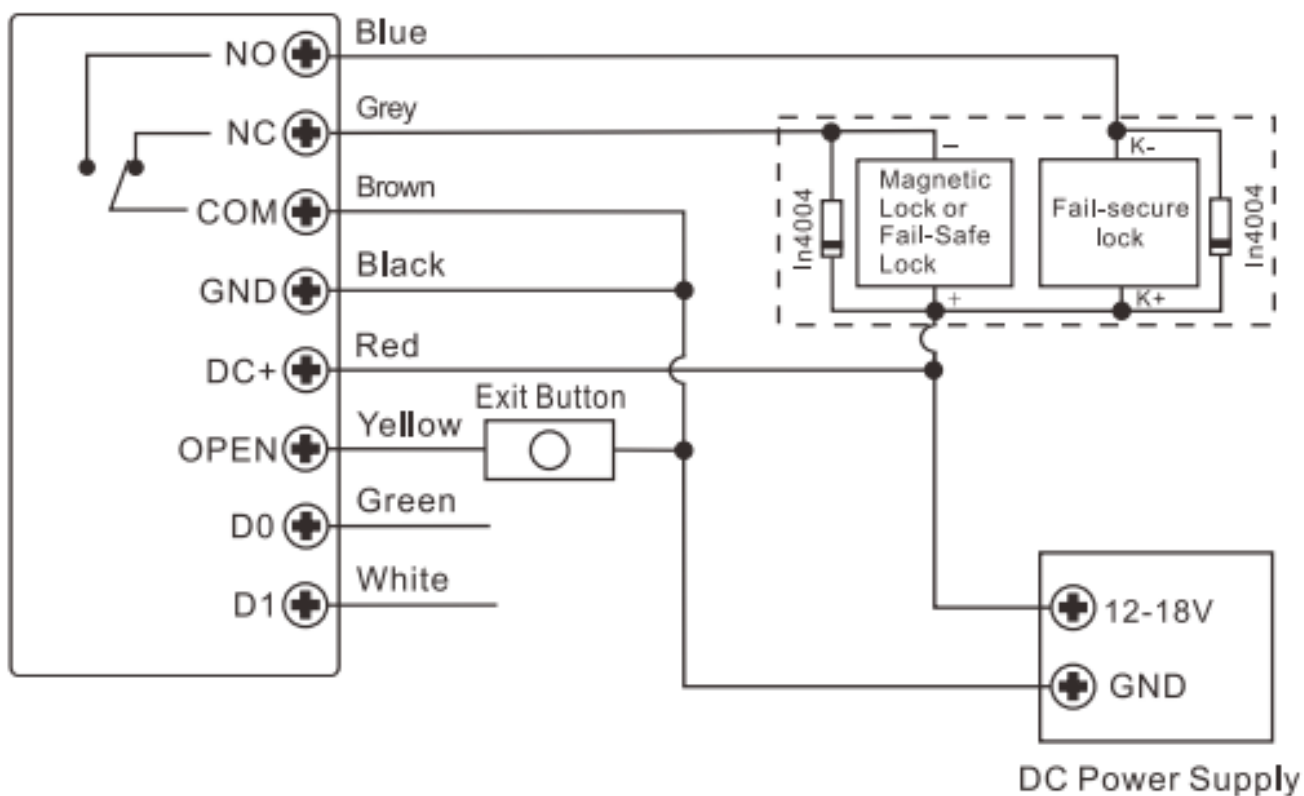 NO
Blue
NC
Grey
COM
Brown
GND
Black
DC+
Red
OPEN
Yellow
Exit Button
D0
Green
D1
White
In4004
−
Magnetic
Lock or
Fail-Safe
Lock
+
K-
Fail-secure
lock
K+
In4004
12-18V
GND
DC Power Supply